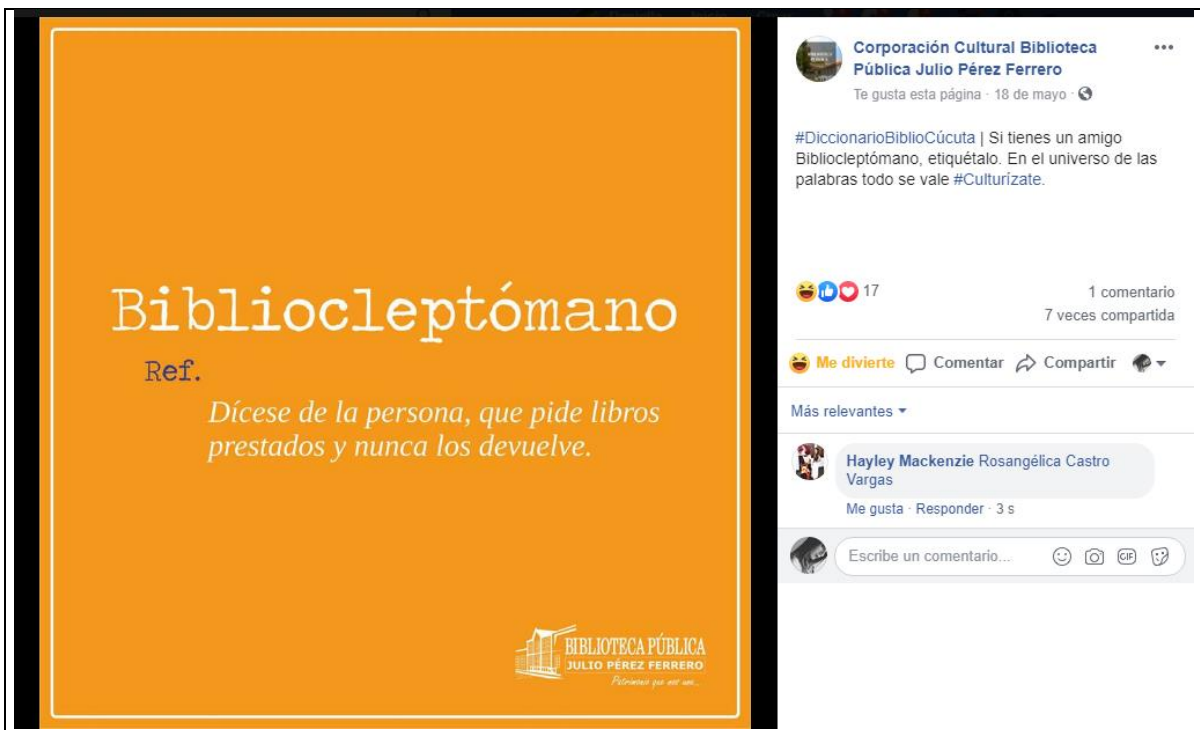 Bibliocleptómano
Ref.
Dícese de la persona, que pide libros
prestados y nunca los devuelve.
BIBLIOTECA PÚBLICA
JULIO PÉREZ FERRERO
Corporación Cultural Biblioteca
Pública Julio Pérez Ferrero
Te gusta esta página · 18 de mayo ·
#DiccionarioBiblioCúcuta | Si tienes un amigo
Bibliocleptómano, etiquétalo. En el universo de las
palabras todo se vale #Culturízate.
17
1 comentario
7 veces compartida
Me divierte Comentar Compartir
Más relevantes
Hayley Mackenzie Rosangélica Castro
Vargas
Me gusta · Responder · 3 s
Escribe un comentario...
GIF